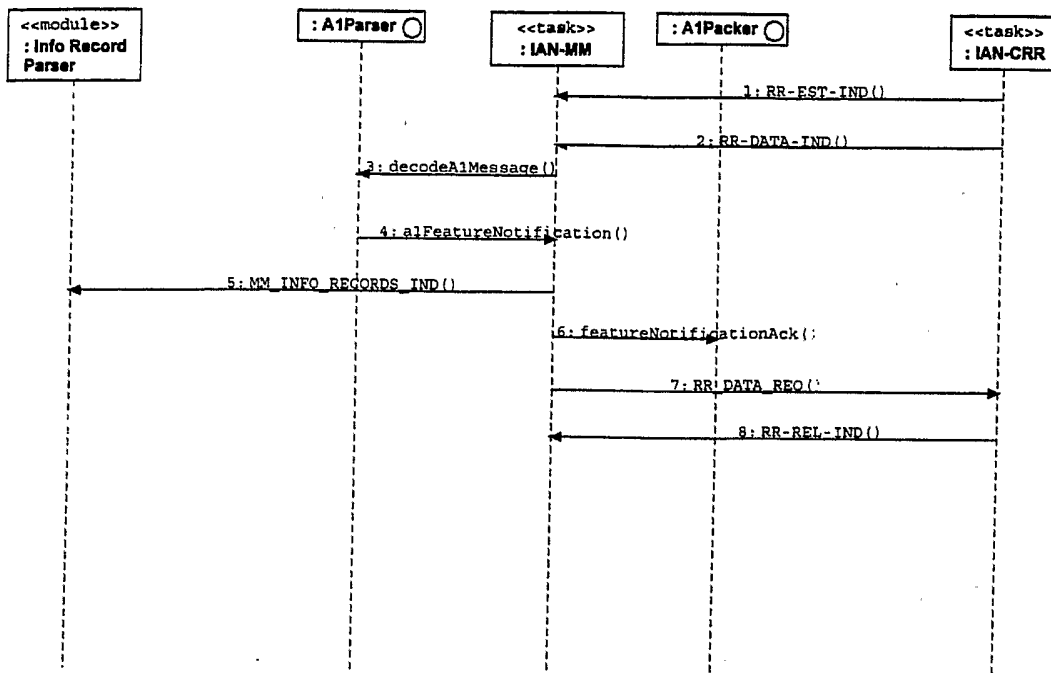 <<module>>
: Info Record
Parser
: A1Parser
<<task>>
: IAN-MM
: A1Packer
<<task>>
: IAN-CRR
1: RR-EST-IND()
2: RR-DATA-IND()
3: decodeA1Message()
4: a1FeatureNotification()
5: MM_INFO_RECORDS_IND()
6: featureNotificationAck(;
7: RR_DATA_REQ(;
8: RR-REL-IND()